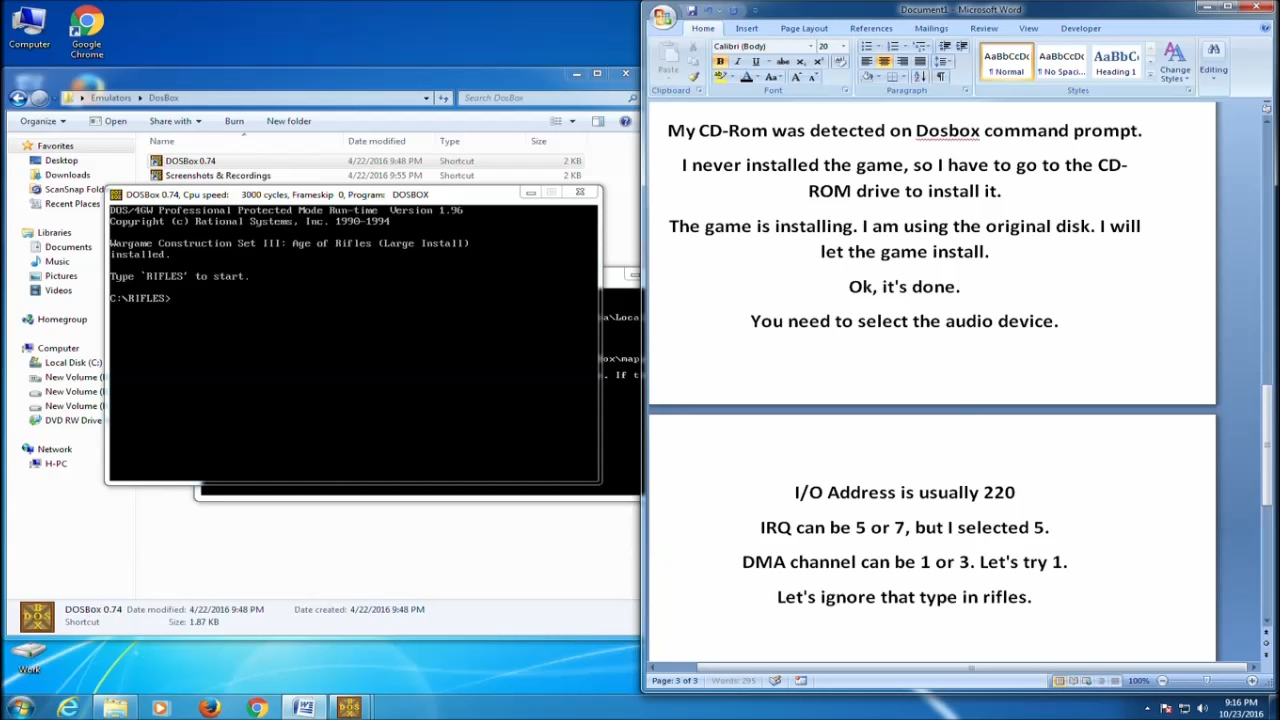 Computer
Google
Chrome
Emulators
DosBox
Search DosBox
Organize
Open
Share with
Burn
New folder
Favorites
Desktop
Downloads
ScanSnap Fold
Recent Places
Libraries
Documents
Music
Pictures
Videos
Homegroup
Computer
Local Disk (C:)
New Volume (
New Volume (
New Volume (
DVD RW Drive
Network
H-PC
Name
Date modified
Type
Size
DOSBox 0.74
4/22/2016 9:48 PM
Shortcut
2 KB
Screenshots & Recordings
4/22/2016 9:55 PM
Shortcut
2 KB
DOSBox 0.74, Cpu speed: 3000 cycles, Frameskip 0, Program: DOSBOX
DOS/4GW Professional Protected Mode Run-time Version 1.96
Copyright (c) Rational Systems, Inc. 1990-1994
Wargame Construction Set III: Age of Rifles (Large Install)
installed.
Type `RIFLES' to start.
C:\RIFLES>
a\Loca
ox\map
. If t
DOSBox 0.74 Date modified: 4/22/2016 9:48 PM
Date created: 4/22/2016 9:48 PM
Shortcut
Size: 1.87 KB
Work
Document1 - Microsoft Word
Home
Insert
Page Layout
References
Mailings
Review
View
Developer
Paste
Clipboard
Calibri (Body)
20
Font
Paragraph
AaBbCcDc
¶ Normal
AaBbCcDc
¶ No Spaci...
AaBbC
Heading 1
Change
Styles
Styles
Editing
My CD-Rom was detected on Dosbox command prompt.
I never installed the game, so I have to go to the CD-
ROM drive to install it.
The game is installing. I am using the original disk. I will
let the game install.
Ok, it's done.
You need to select the audio device.
I/O Address is usually 220
IRQ can be 5 or 7, but I selected 5.
DMA channel can be 1 or 3. Let's try 1.
Let's ignore that type in rifles.
Page: 3 of 3
Words: 295
100%
9:16 PM
10/23/2016